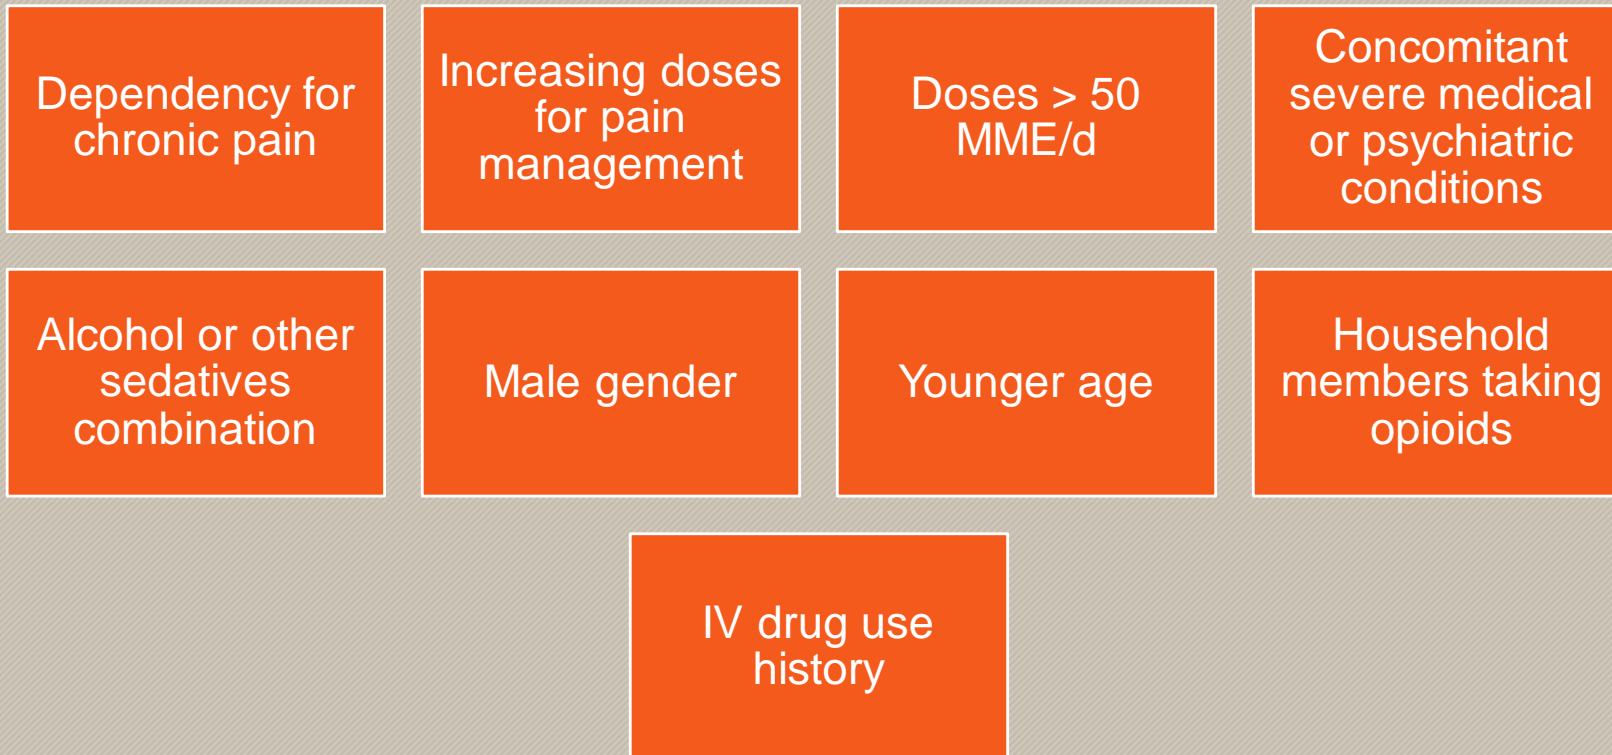 Dependency for
chronic pain
Increasing doses
for pain
management
Doses > 50
MME/d
Concomitant
severe medical
or psychiatric
conditions
Alcohol or other
sedatives
combination
Male gender
Younger age
Household
members taking
opioids
IV drug use
history